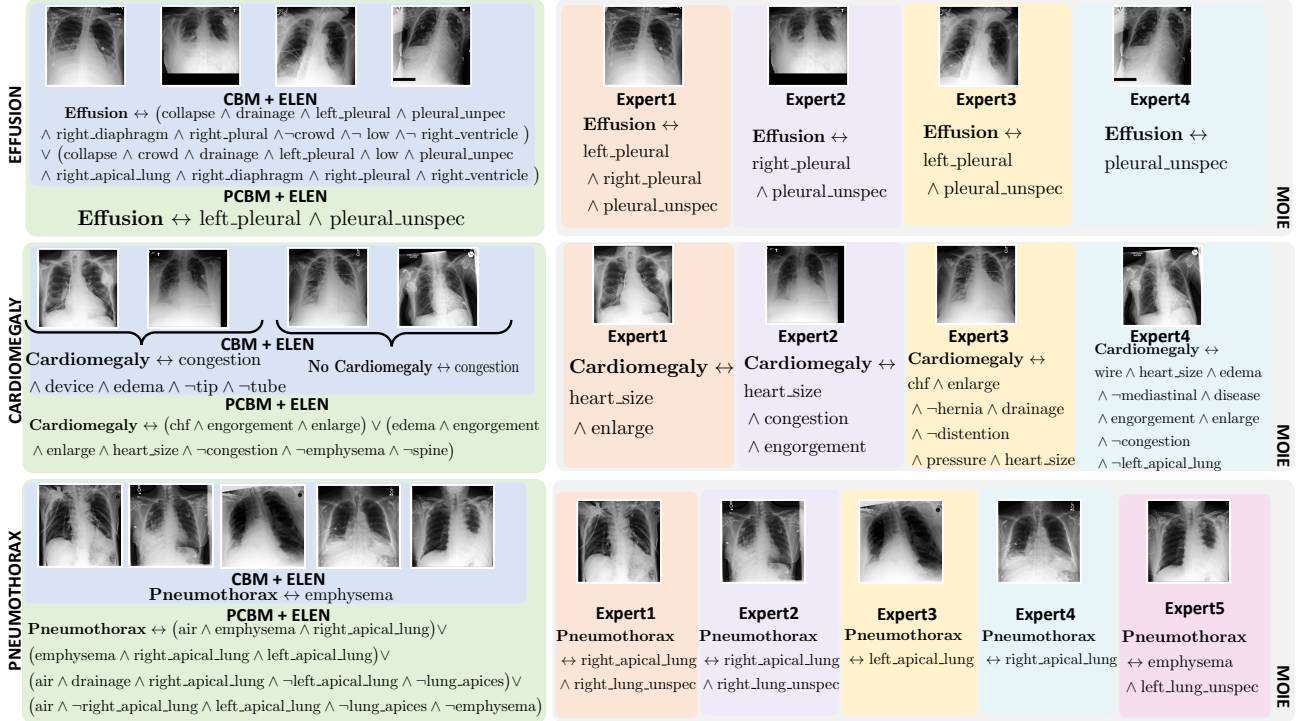 EFFUSION
CBM + ELEN
Effusion ↔ (collapse ∧ drainage ∧ left_pleural ∧ pleural_unpec
∧ right_diaphragm ∧ right_plural ∧¬crowd ∧¬ low ∧¬ right_ventricle )
∨ (collapse ∧ crowd ∧ drainage ∧ left_pleural ∧ low ∧ pleural_unpec
∧ right_apical_lung ∧ right_diaphragm ∧ right_pleural ∧ right_ventricle )
PCBM + ELEN
Effusion ↔ left_pleural ∧ pleural_unspec
Expert1
Effusion ↔
left_pleural
∧ right_pleural
∧ pleural_unspec
Expert2
Effusion ↔
right_pleural
∧ pleural_unspec
Expert3
Effusion ↔
left_pleural
∧ pleural_unspec
Expert4
Effusion ↔
pleural_unspec
MOIE
CARDIOMEGALY
CBM + ELEN
Cardiomegaly ↔ congestion
∧ device ∧ edema ∧ ¬tip ∧ ¬tube
No Cardiomegaly ↔ congestion
PCBM + ELEN
Cardiomegaly ↔ (chf ∧ engorgement ∧ enlarge) ∨ (edema ∧ engorgement
∧ enlarge ∧ heart_size ∧ ¬congestion ∧ ¬emphysema ∧ ¬spine)
Expert1
Cardiomegaly ↔
heart_size
∧ enlarge
Expert2
Cardiomegaly ↔
heart_size
∧ congestion
∧ engorgement
Expert3
Cardiomegaly ↔
chf ∧ enlarge
∧ ¬hernia ∧ drainage
∧ ¬distention
∧ pressure ∧ heart_size
Expert4
Cardiomegaly ↔
wire ∧ heart_size ∧ edema
∧ ¬mediastinal ∧ disease
∧ engorgement ∧ enlarge
∧ ¬congestion
∧ ¬left_apical_lung
MOIE
PNEUMOTHORAX
CBM + ELEN
Pneumothorax ↔ emphysema
PCBM + ELEN
Pneumothorax ↔ (air ∧ emphysema ∧ right_apical_lung)∨
(emphysema ∧ right_apical_lung ∧ left_apical_lung)∨
(air ∧ drainage ∧ right_apical_lung ∧ ¬left_apical_lung ∧ ¬lung_apices)∨
(air ∧ ¬right_apical_lung ∧ left_apical_lung ∧ ¬lung_apices ∧ ¬emphysema)
Expert1
Pneumothorax
↔ right_apical_lung
∧ right_lung_unspec
Expert2
Pneumothorax
↔ right_apical_lung
∧ right_lung_unspec
Expert3
Pneumothorax
↔ left_apical_lung
Expert4
Pneumothorax
↔ right_apical_lung
Expert5
Pneumothorax
↔ emphysema
∧ left_lung_unspec
MOIE